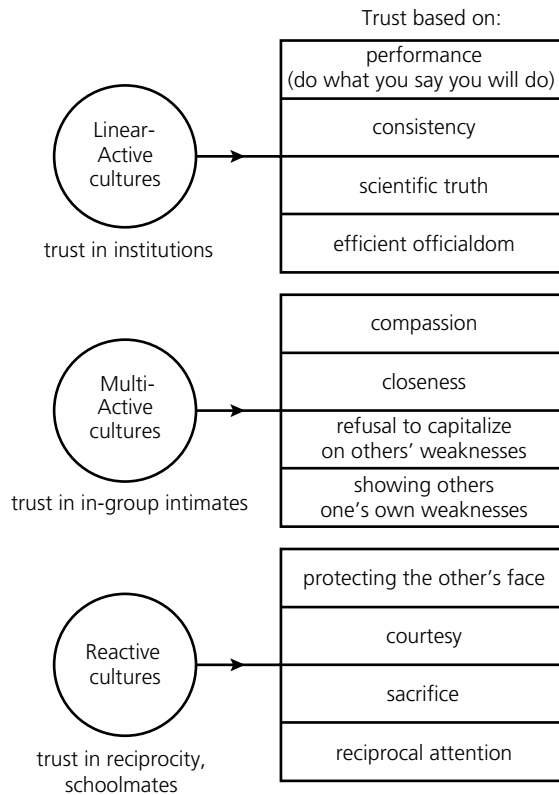 Trust based on:
Linear-
Active
cultures
trust in institutions
performance
(do what you say you will do)
consistency
scientific truth
efficient officialdom
Multi-
Active
cultures
trust in in-group intimates
compassion
closeness
refusal to capitalize
on others’ weaknesses
showing others
one’s own weaknesses
Reactive
cultures
trust in reciprocity,
schoolmates
protecting the other’s face
courtesy
sacrifice
reciprocal attention